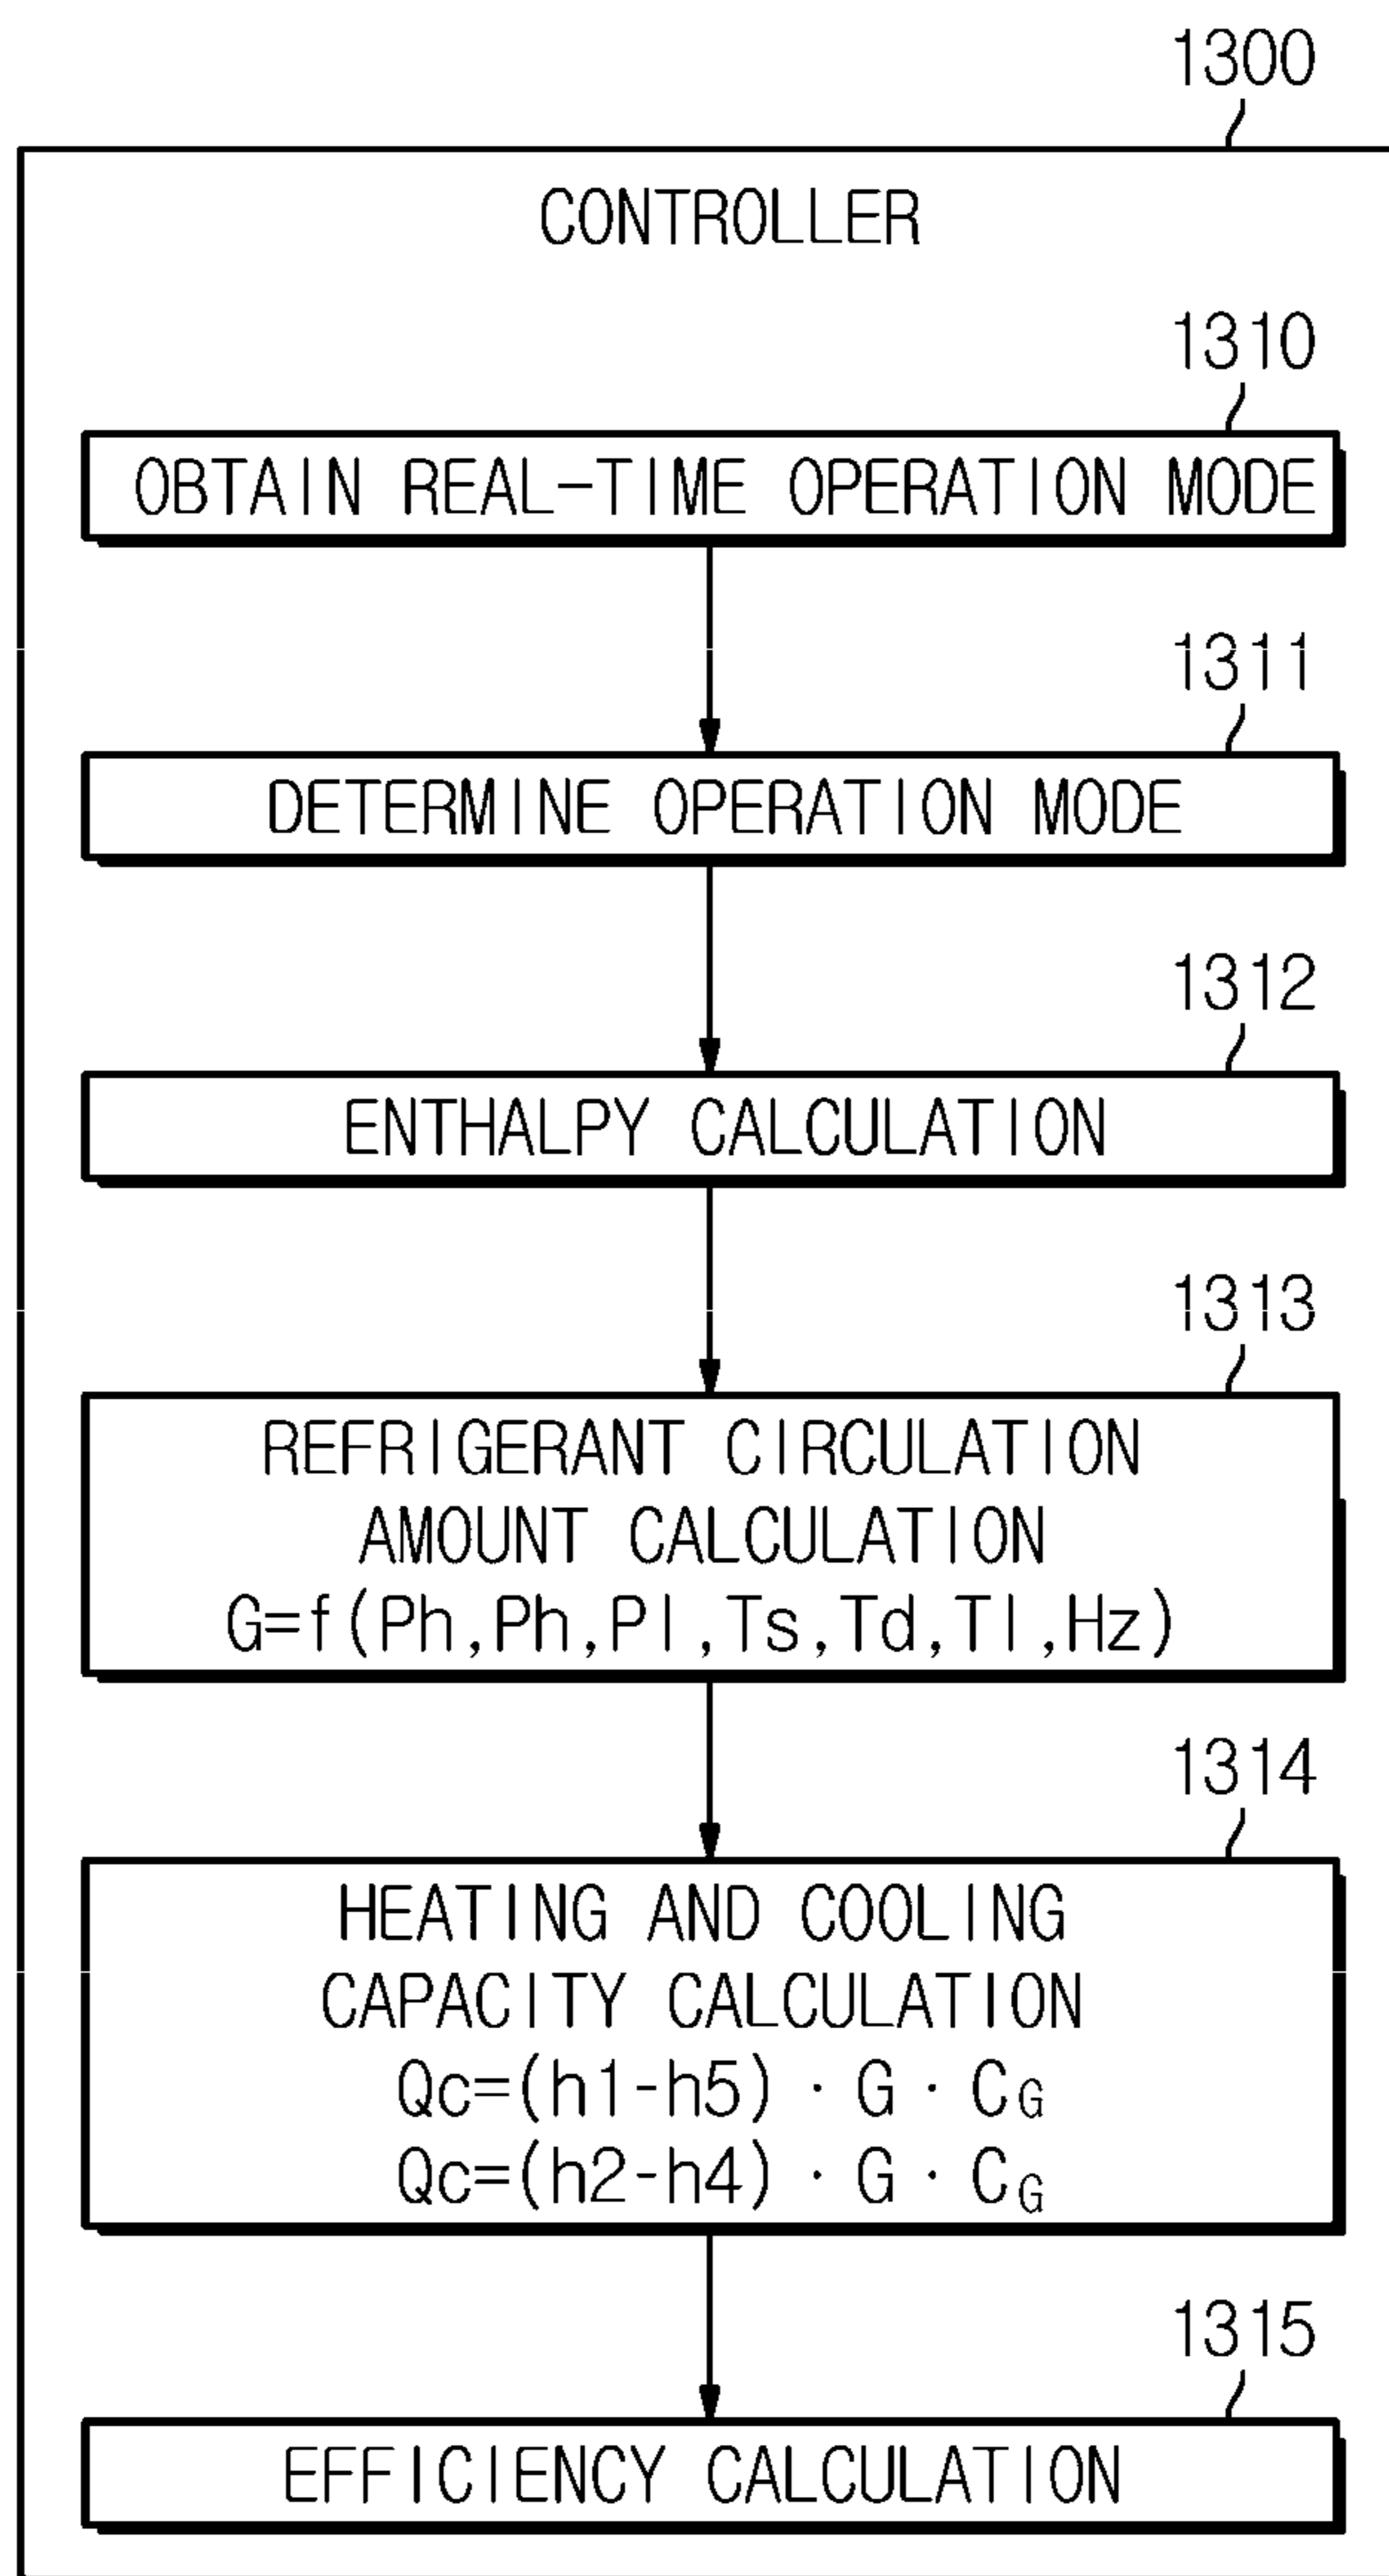 1300
CONTROLLER
1310
OBTAIN REAL-TIME OPERATION MODE
1311
DETERMINE OPERATION MODE
1312
ENTHALPY CALCULATION
1313
REFRIGERANT CIRCULATION
AMOUNT CALCULATION
G=f(Ph,Ph,Pl,Ts,Td,Tl,Hz)
1314
HEATING AND COOLING
CAPACITY CALCULATION
Qc=(h1-h5) · G · CG
Qc=(h2-h4) · G · CG
1315
EFFICIENCY CALCULATION